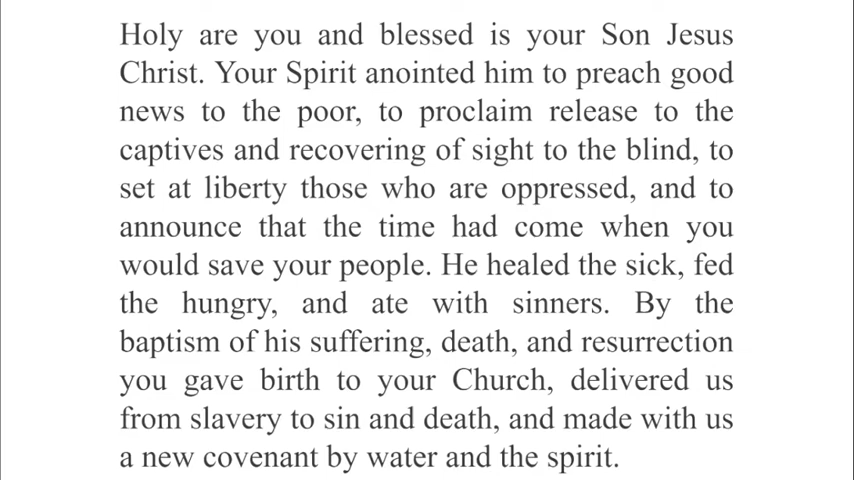 Holy are you and blessed is your Son Jesus
Christ. Your Spirit anointed him to preach good
news to the poor, to proclaim release to the
captives and recovering of sight to the blind, to
set at liberty those who are oppressed, and to
announce that the time had come when you
would save your people. He healed the sick, fed
the hungry, and ate with sinners. By the
baptism of his suffering, death, and resurrection
you gave birth to your Church, delivered us
from slavery to sin and death, and made with us
a new covenant by water and the spirit.